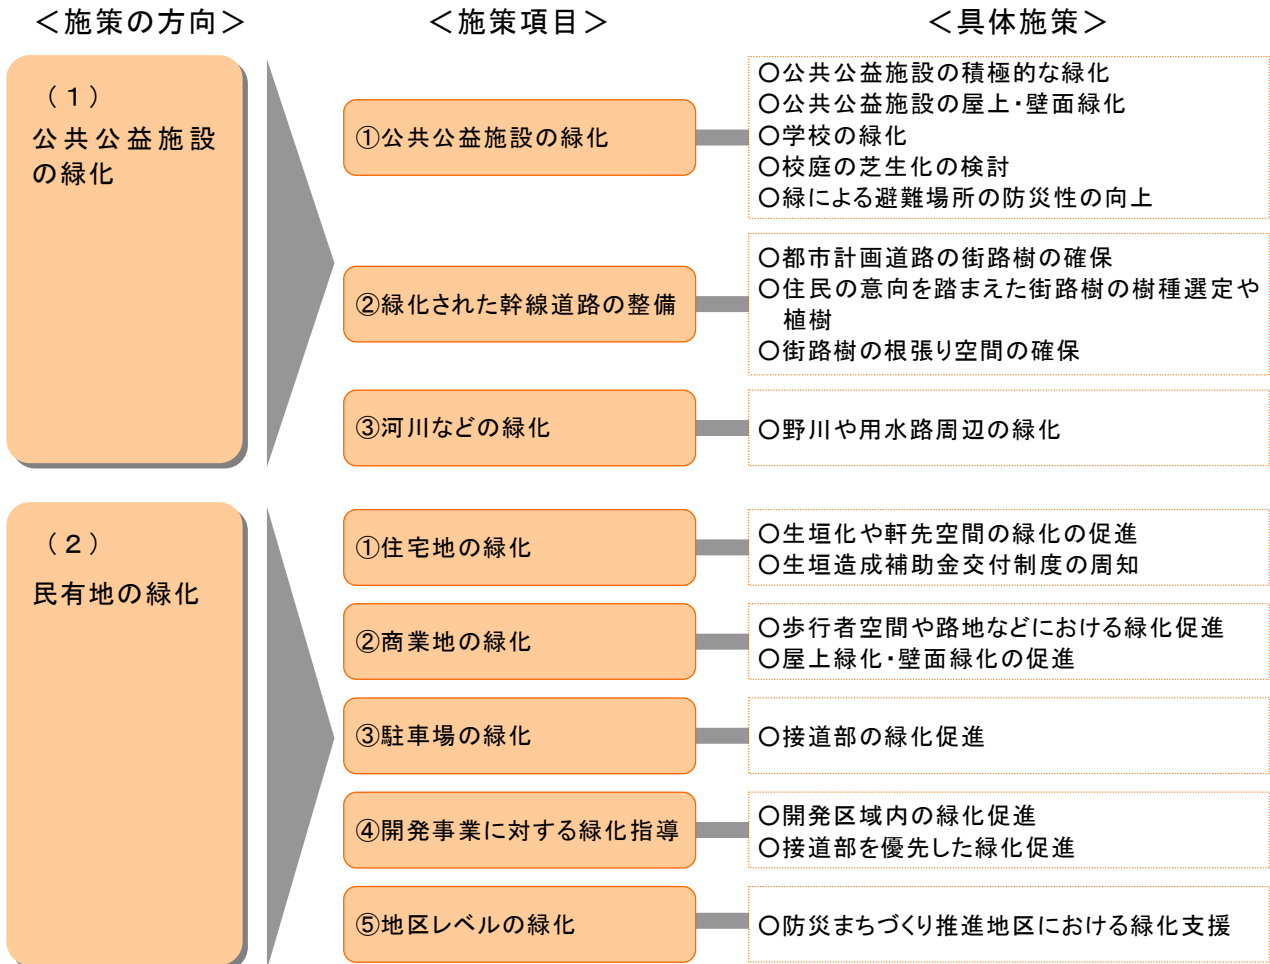 ＜施策の方向＞
＜施策項目＞
＜具体施策＞
（１）
公共公益施設
の緑化
①公共公益施設の緑化
○公共公益施設の積極的な緑化
○公共公益施設の屋上・壁面緑化
○学校の緑化
○校庭の芝生化の検討
○緑による避難場所の防災性の向上
②緑化された幹線道路の整備
○都市計画道路の街路樹の確保
○住民の意向を踏まえた街路樹の樹種選定や
植樹
○街路樹の根張り空間の確保
③河川などの緑化
○野川や用水路周辺の緑化
（２）
民有地の緑化
①住宅地の緑化
○生垣化や軒先空間の緑化の促進
○生垣造成補助金交付制度の周知
②商業地の緑化
○歩行者空間や路地などにおける緑化促進
○屋上緑化・壁面緑化の促進
③駐車場の緑化
○接道部の緑化促進
④開発事業に対する緑化指導
○開発区域内の緑化促進
○接道部を優先した緑化促進
⑤地区レベルの緑化
○防災まちづくり推進地区における緑化支援